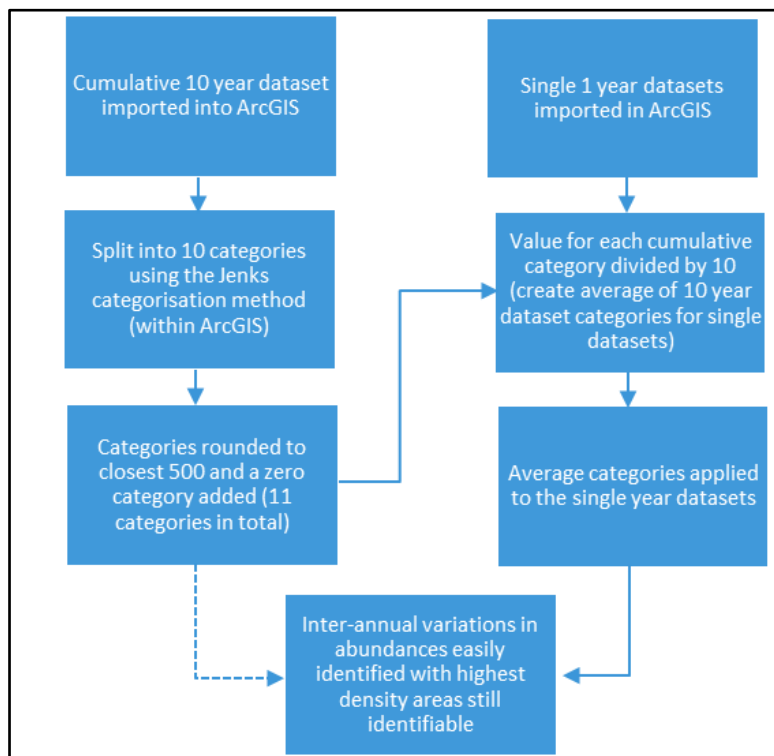 Cumulative 10 year dataset
imported into ArcGIS
Single 1 year datasets
imported in ArcGIS
Split into 10 categories
using the Jenks
categorisation method
(within ArcGIS)
Value for each cumulative
category divided by 10
(create average of 10 year
dataset categories for single
datasets)
Categories rounded to
closest 500 and a zero
category added (11
categories in total)
Average categories applied
to the single year datasets
Inter-annual variations in
abundances easily
identified with highest
density areas still
identifiable